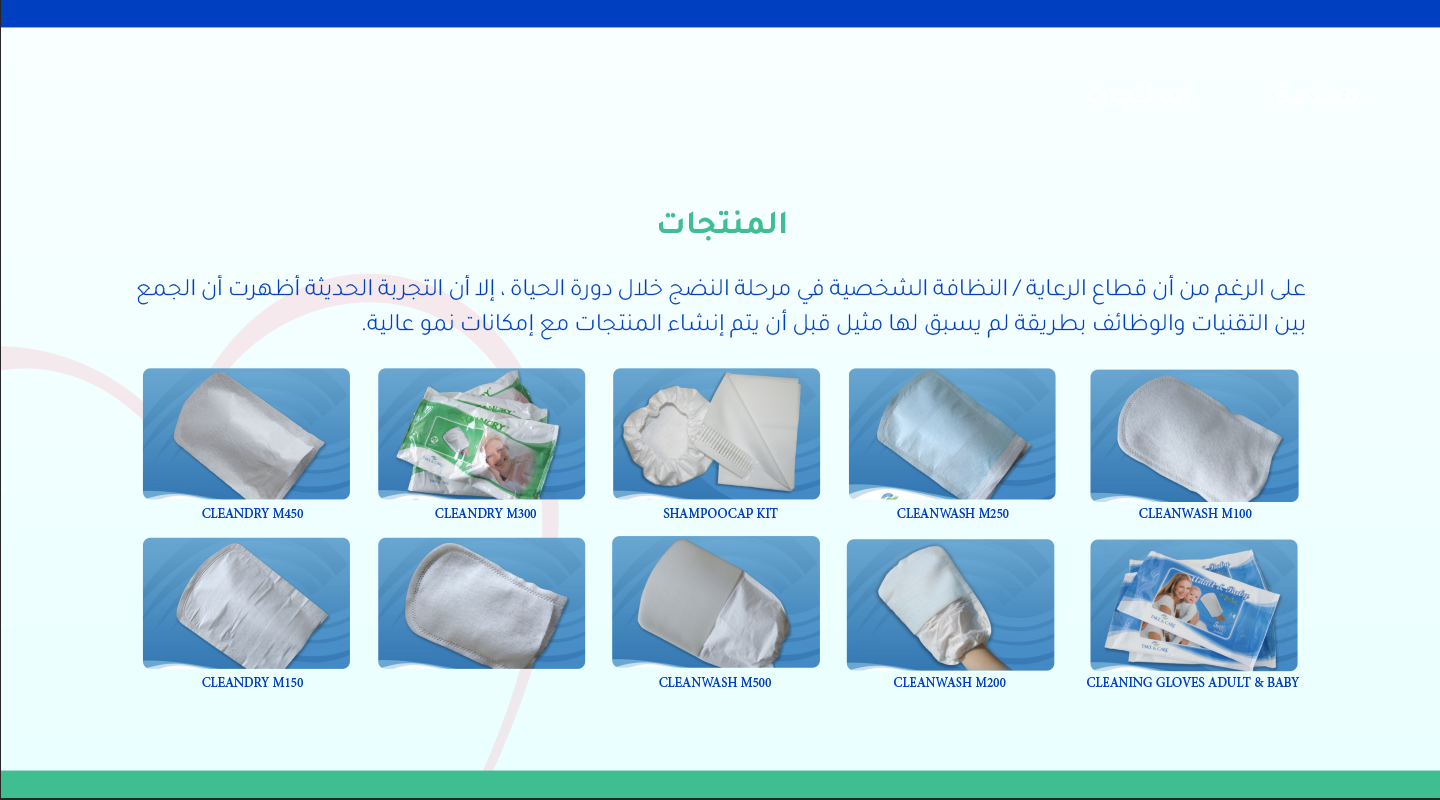 المنتجات
على الرغم من أن قطاع الرعاية / النظافة الشخصية في مرحلة النضج خلال دورة الحياة ، إلا أن التجربة الحديثة أظهرت أن الجمع
بين التقنيات والوظائف بطريقة لم يسبق لها مثيل قبل أن يتم إنشاء المنتجات مع إمكانات نمو عالية.
CLEANDRY M450
CLEANDRY M300
SHAMPOOCAP KIT
CLEANWASH M250
CLEANWASH M100
CLEANDRY M150
CLEANWASH M500
CLEANWASH M200
CLEANING GLOVES ADULT & BABY